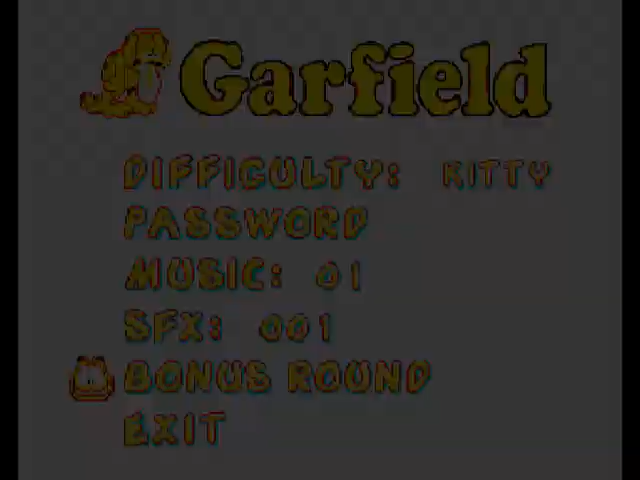 Garfield
DIFFICULTY: KITTY
PASSWORD
MUSIC: 01
SFX: 001
BONUS ROUND
EXIT